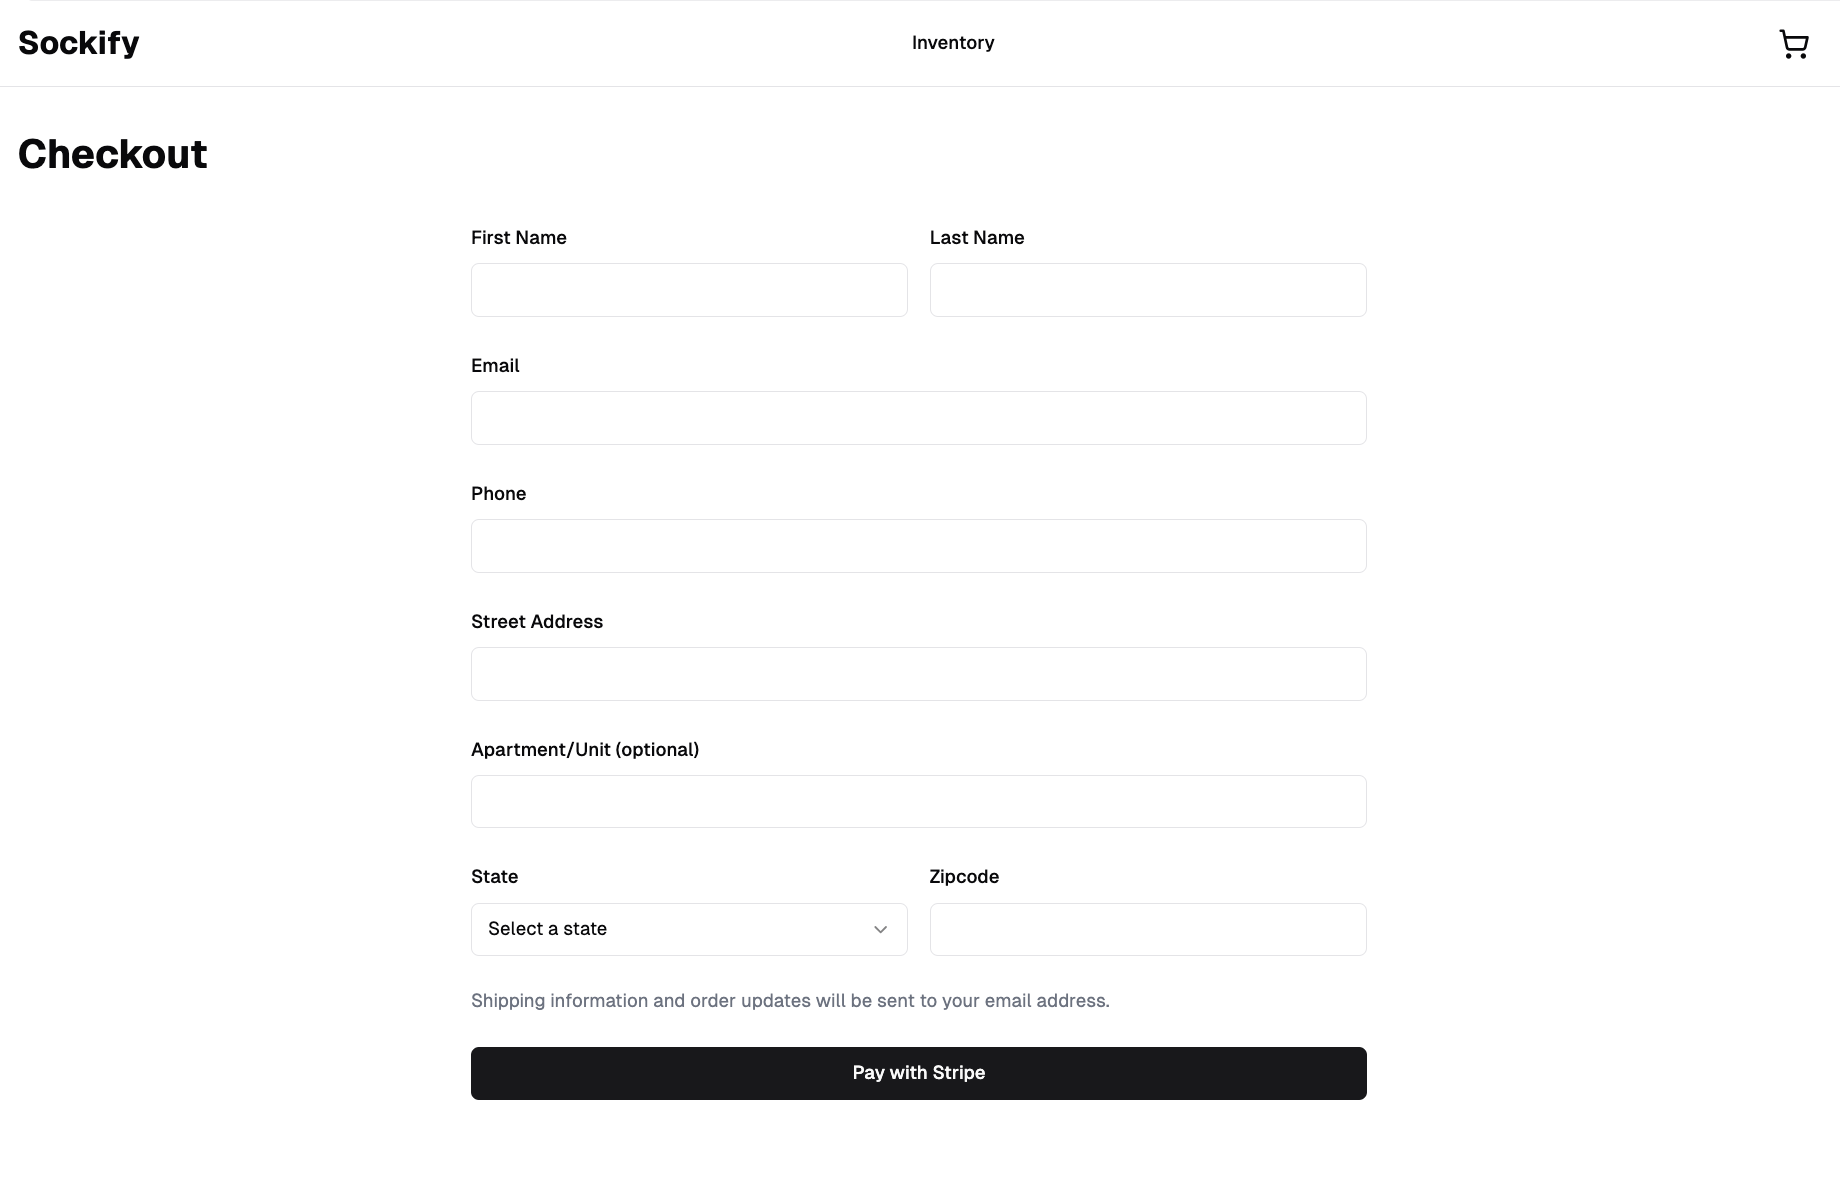 Sockify
Inventory
Checkout
First Name
Last Name
Email
Phone
Street Address
Apartment/Unit (optional)
State
Zipcode
Select a state
Shipping information and order updates will be sent to your email address.
Pay with Stripe